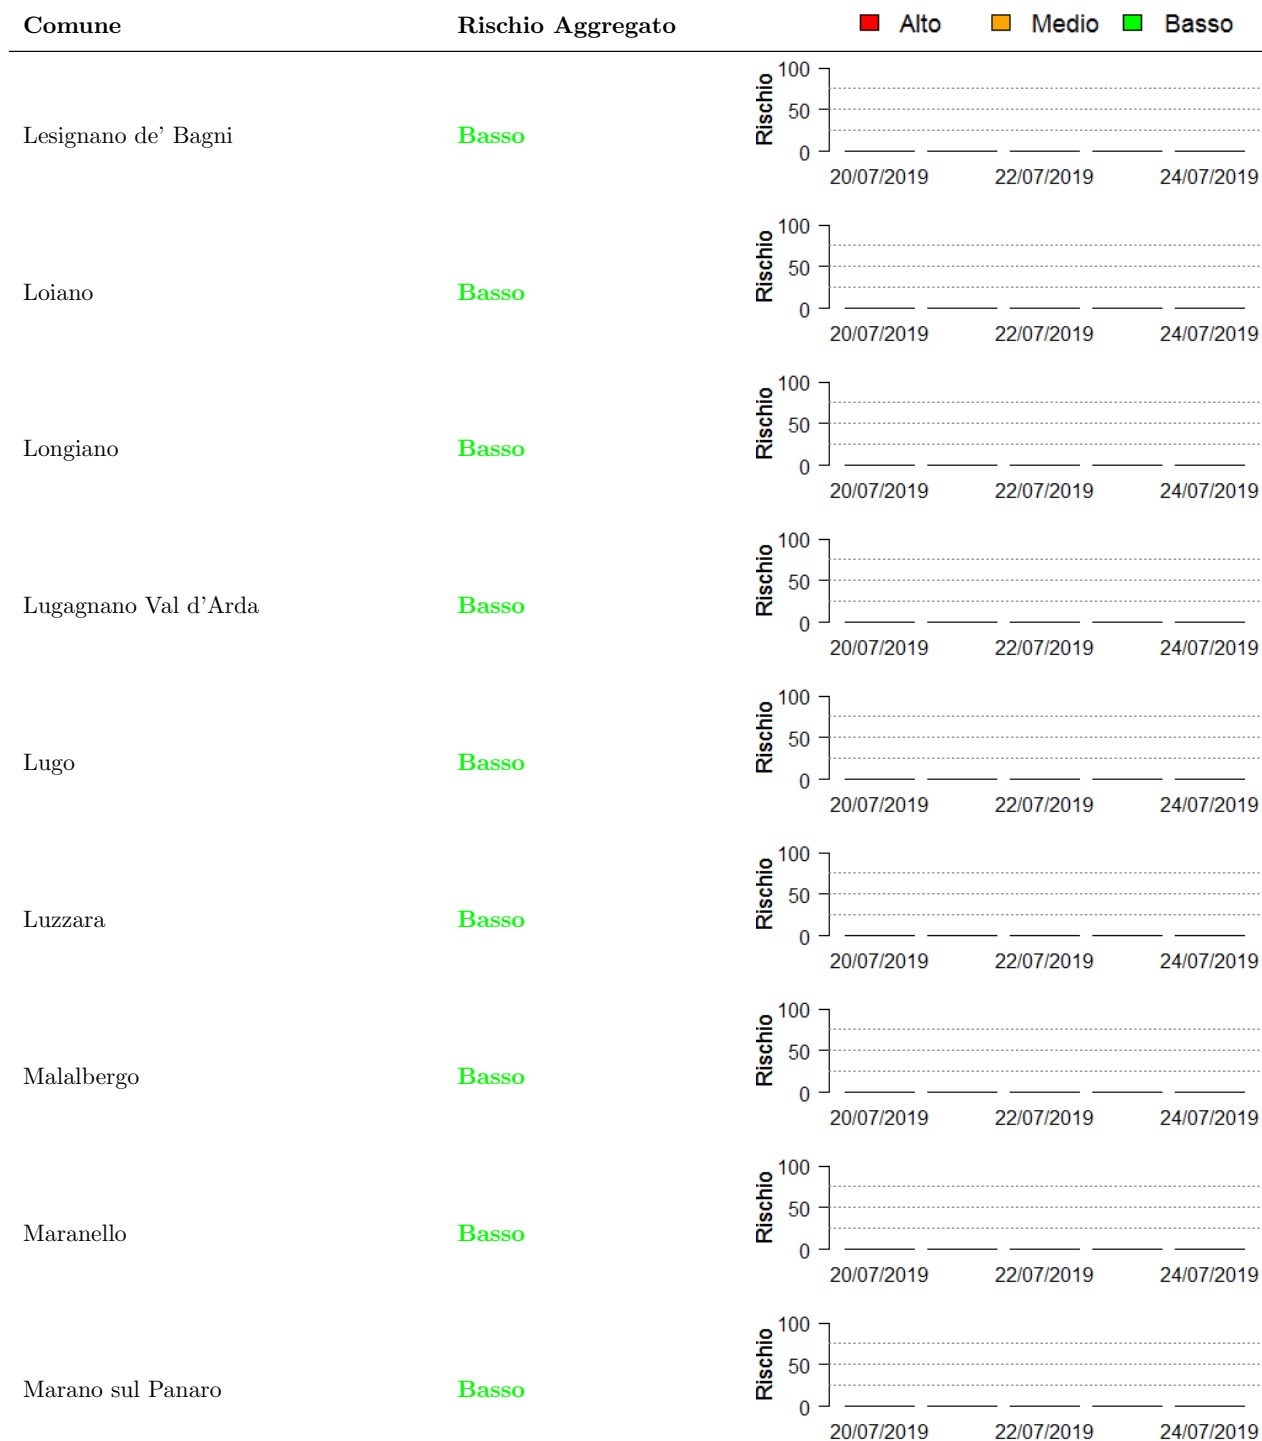 Comune Rischio Aggregato Alto Medio Basso
Lesignano de' Bagni Basso Rischio 100 50 0
20/07/2019 22/07/2019 24/07/2019
Loiano Basso Rischio 100 50 0
20/07/2019 22/07/2019 24/07/2019
Longiano Basso Rischio 100 50 0
20/07/2019 22/07/2019 24/07/2019
Lugagnano Val d'Arda Basso Rischio 100 50 0
20/07/2019 22/07/2019 24/07/2019
Lugo Basso Rischio 100 50 0
20/07/2019 22/07/2019 24/07/2019
Luzzara Basso Rischio 100 50 0
20/07/2019 22/07/2019 24/07/2019
Malalbergo Basso Rischio 100 50 0
20/07/2019 22/07/2019 24/07/2019
Maranello Basso Rischio 100 50 0
20/07/2019 22/07/2019 24/07/2019
Marano sul Panaro Basso Rischio 100 50 0
20/07/2019 22/07/2019 24/07/2019